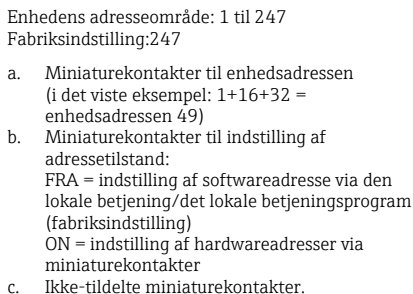 Enhedens adresseområde: 1 til 247
Fabriksindstilling:247
a. Miniaturekontakter til enhedsadressen
(i det viste eksempel: 1+16+32 =
enhedsadressen 49)
b. Miniaturekontakter til indstilling af
adressetilstand:
FRA = indstilling af softwareadresse via den
lokale betjening/det lokale betjeningsprogram
(fabriksindstilling)
ON = indstilling af hardwareadresser via
miniaturekontakter
c. Ikke-tildelte miniaturekontakter.